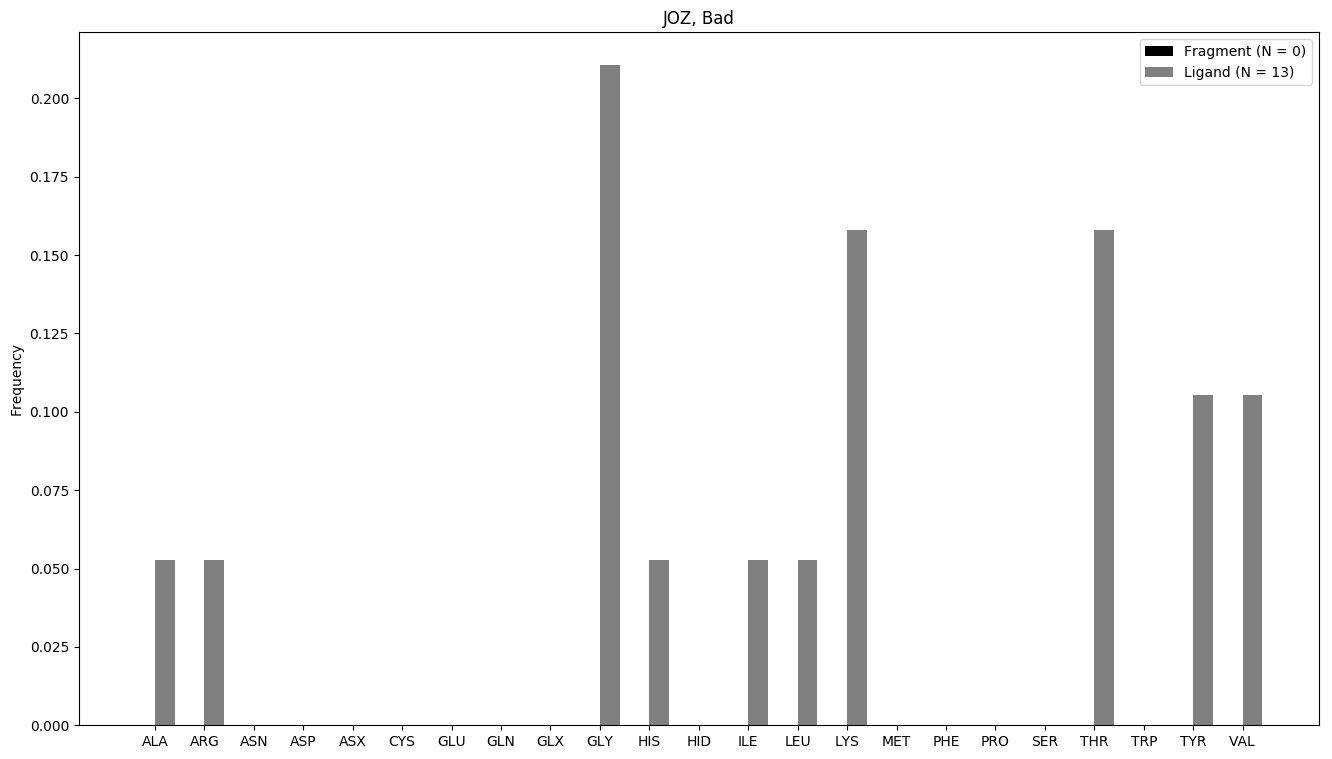 JOZ, Bad
Fragment (N = 0)
Ligand (N = 13)
Frequency
0.200
0.175
0.150
0.125
0.100
0.075
0.050
0.025
0.000
ALA ARG ASN ASP ASX CYS GLU GLN GLX GLY HIS HID ILE LEU LYS MET PHE PRO SER THR TRP TYR VAL